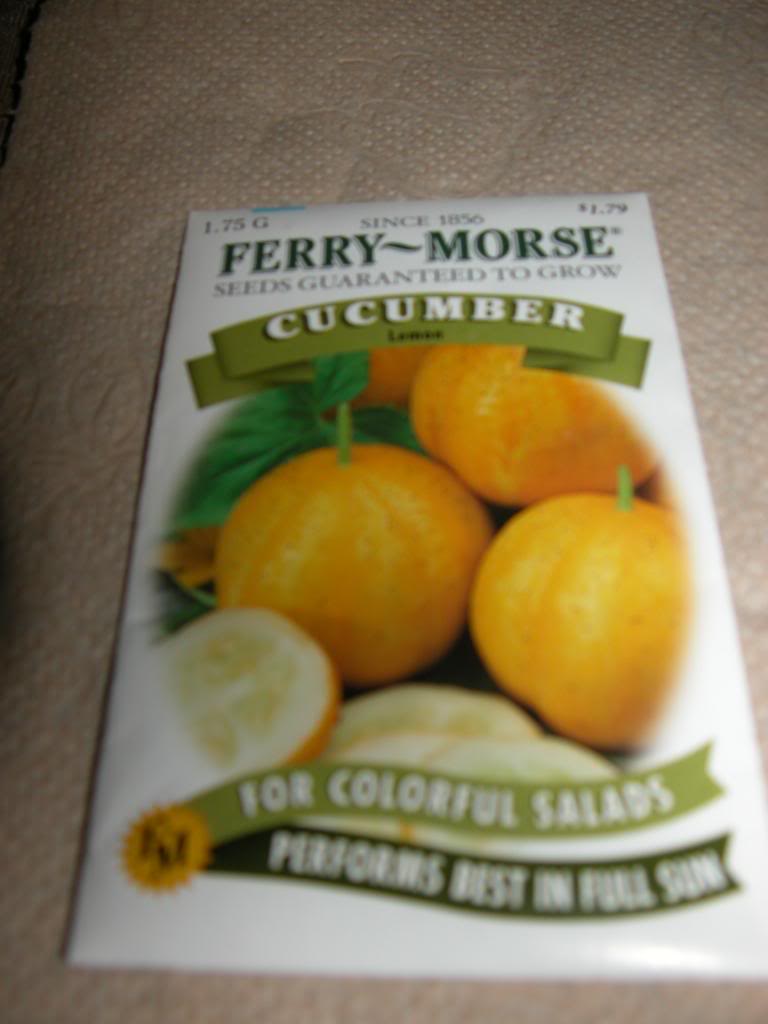 1.75 G
SINCE 1856
$1.79
FERRY~MORSE®
SEEDS GUARANTEED TO GROW
CUCUMBER
Lemon
FOR COLORFUL SALADS
PERFORMS BEST IN FULL SUN